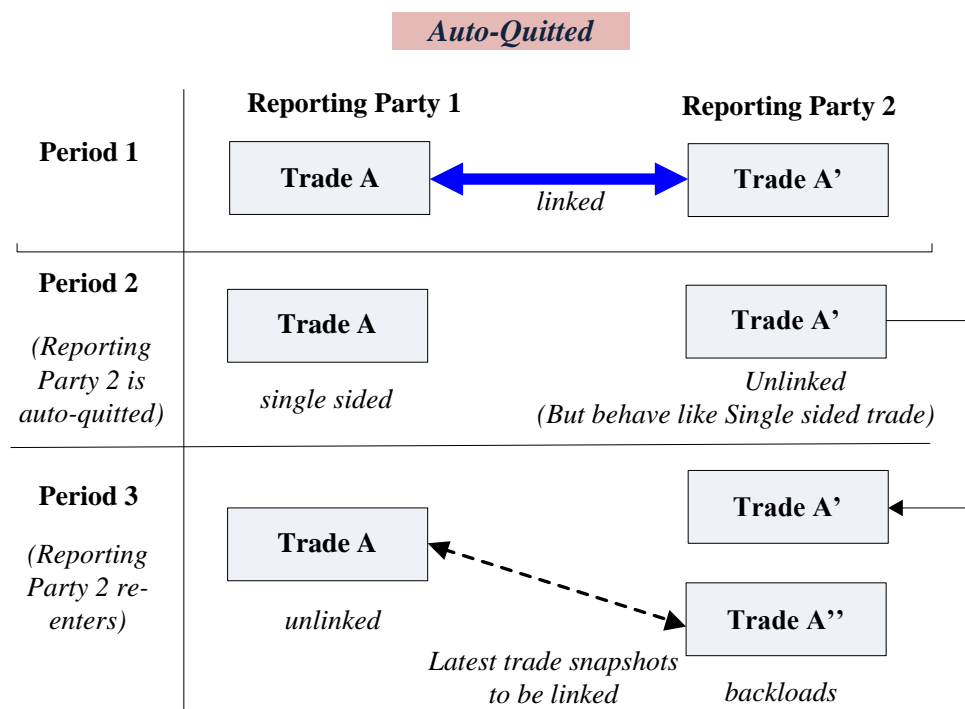 Auto-Quitted
Reporting Party 1
Reporting Party 2
Period 1
Trade A
linked
Trade A’
Period 2
(Reporting
Party 2 is
auto-quitted)
Trade A
single sided
Trade A’
Unlinked
(But behave like Single sided trade)
Period 3
(Reporting
Party 2 re-
enters)
Trade A
unlinked
Trade A’
Trade A’’
Latest trade snapshots
to be linked
backloads